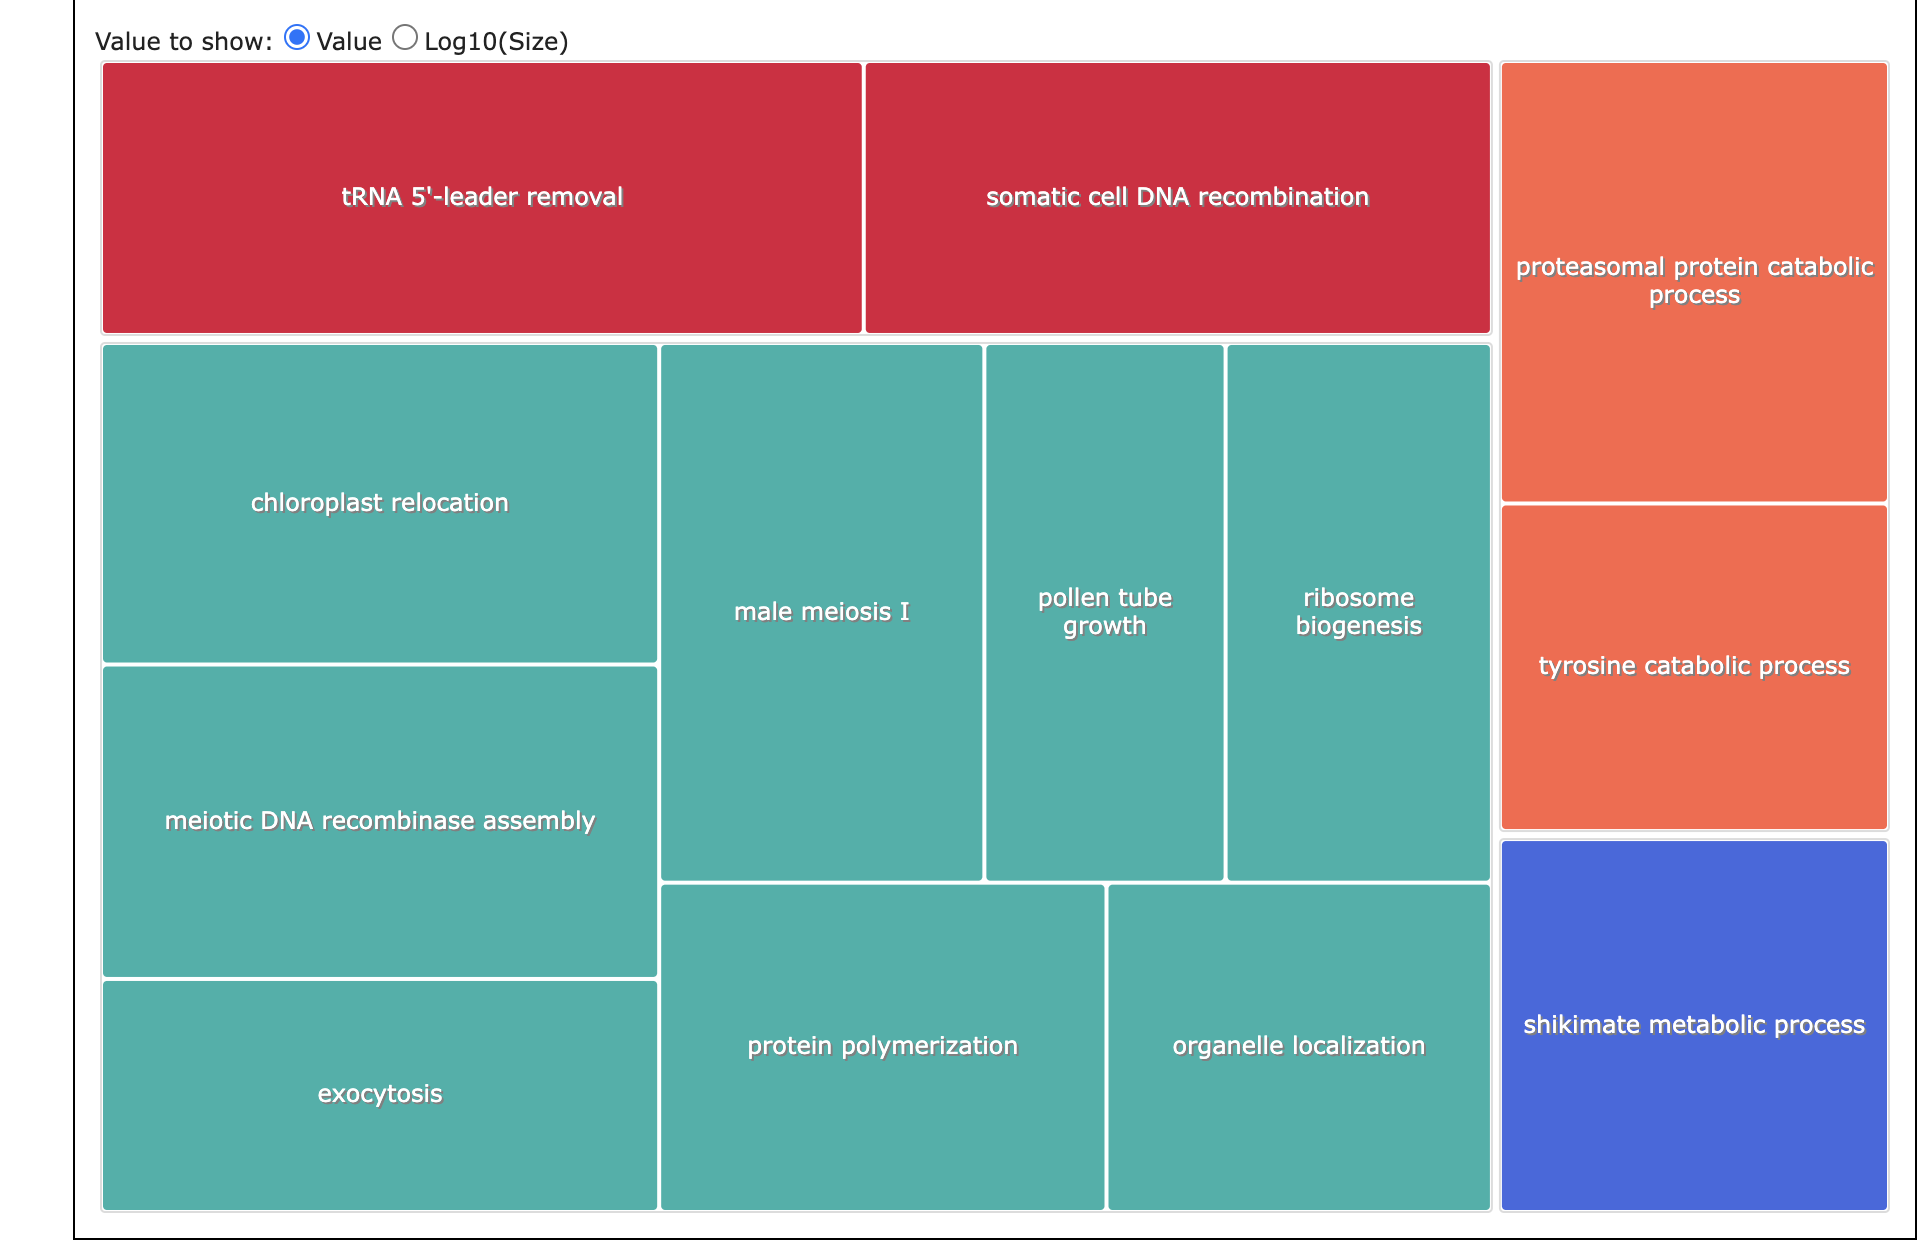 Value to show: Value Log10(Size)
tRNA 5'-leader removal
somatic cell DNA recombination
proteasomal protein catabolic
process
chloroplast relocation
male meiosis I
pollen tube
growth
ribosome
biogenesis
tyrosine catabolic process
meiotic DNA recombinase assembly
shikimate metabolic process
protein polymerization
organelle localization
exocytosis